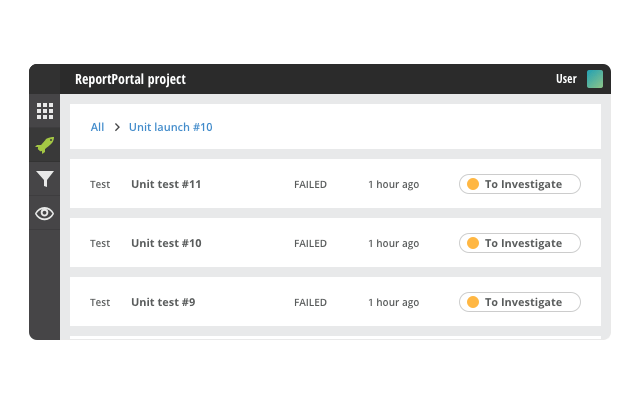 ReportPortal project User
All > Unit launch #10
Test Unit test #11 FAILED 1 hour ago To Investigate
Test Unit test #10 FAILED 1 hour ago To Investigate
Test Unit test #9 FAILED 1 hour ago To Investigate